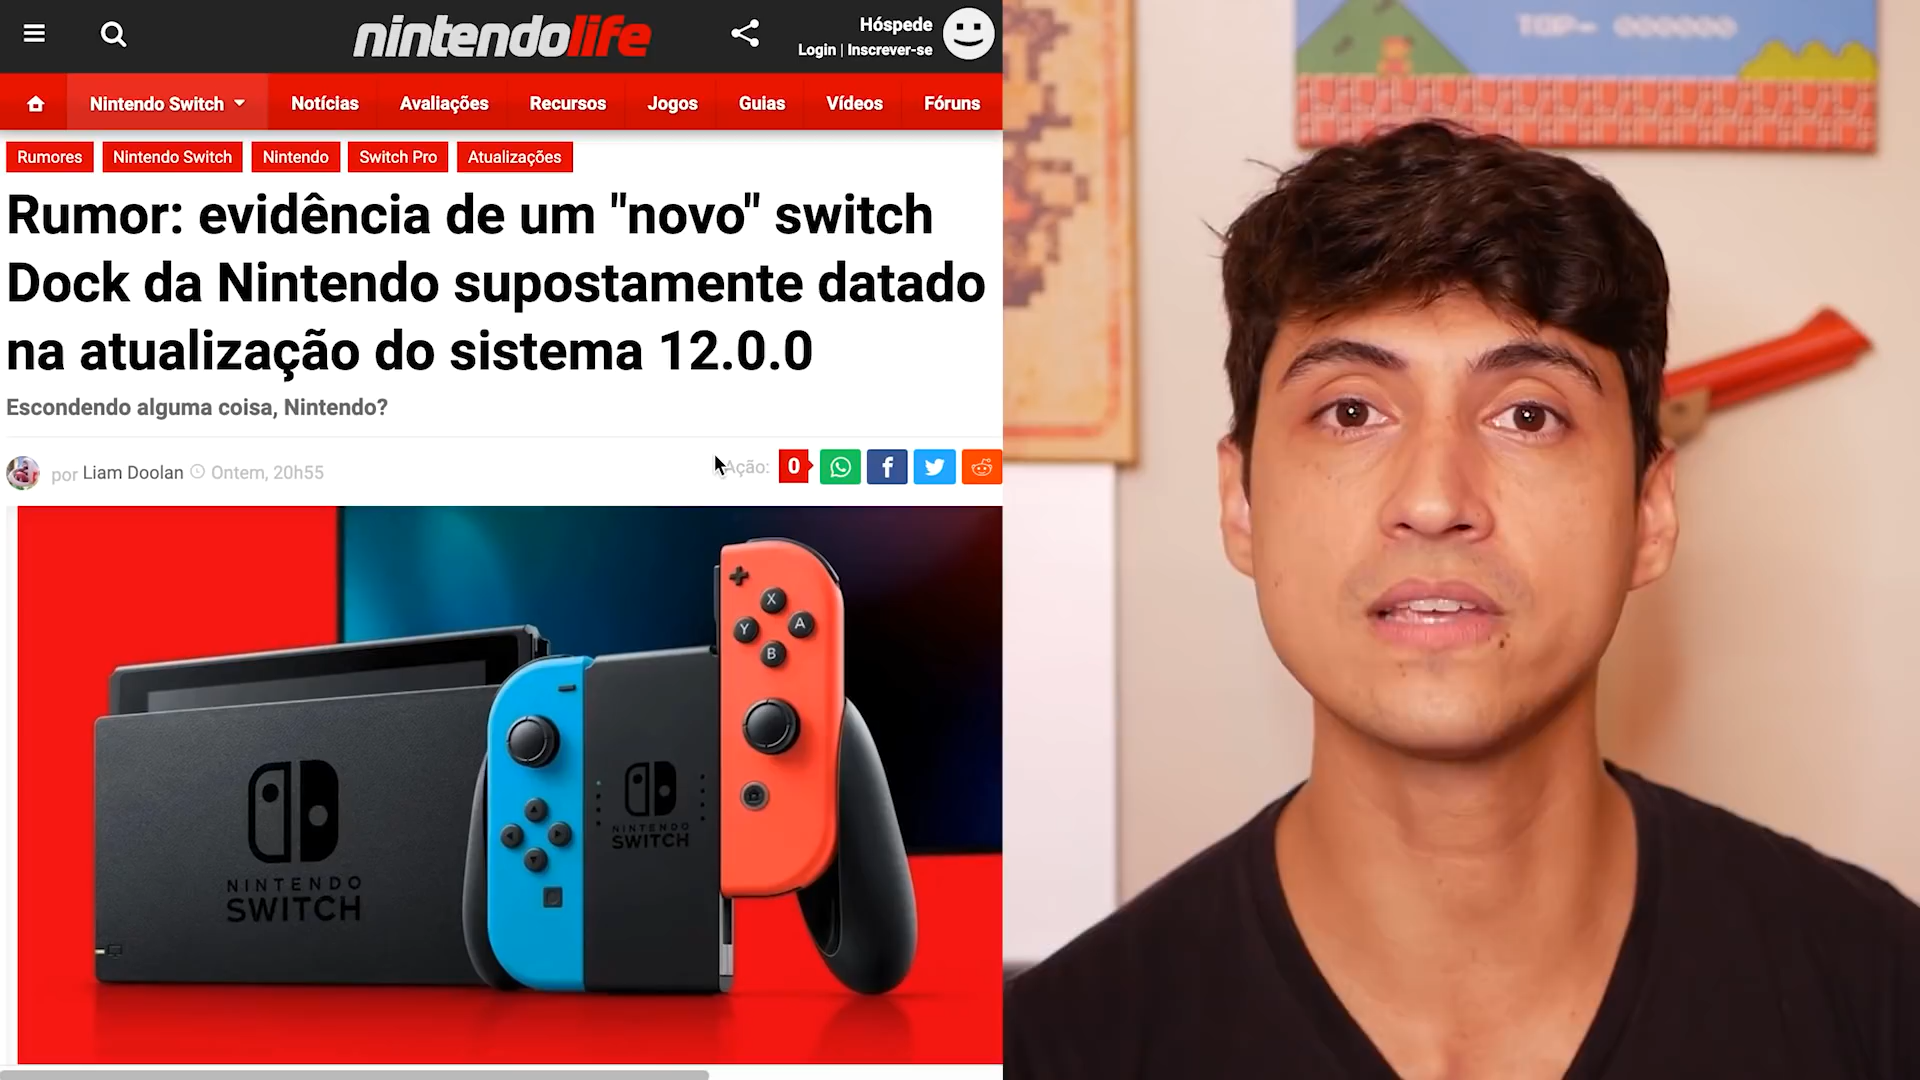 nintendolife
Hóspede
Login | Inscrever-se
Nintendo Switch
Notícias
Avaliações
Recursos
Jogos
Guias
Vídeos
Fóruns
Rumores
Nintendo Switch
Nintendo
Switch Pro
Atualizações
Rumor: evidência de um "novo" switch
Dock da Nintendo supostamente datado
na atualização do sistema 12.0.0
Escondendo alguma coisa, Nintendo?
por Liam Doolan Ontem, 20h55
Ação:
0
X
Y
A
B
NINTENDO
SWITCH
NINTENDO
SWITCH
TOP- 000000